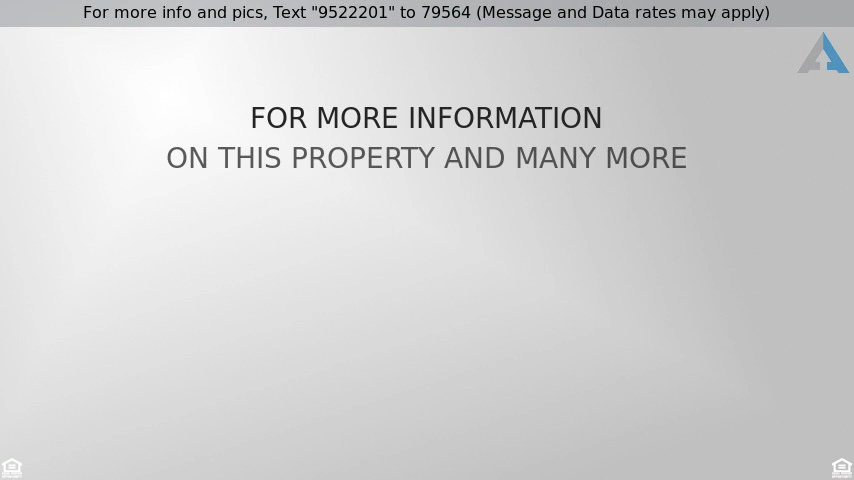 For more info and pics, Text "9522201" to 79564 (Message and Data rates may apply)
FOR MORE INFORMATION
ON THIS PROPERTY AND MANY MORE